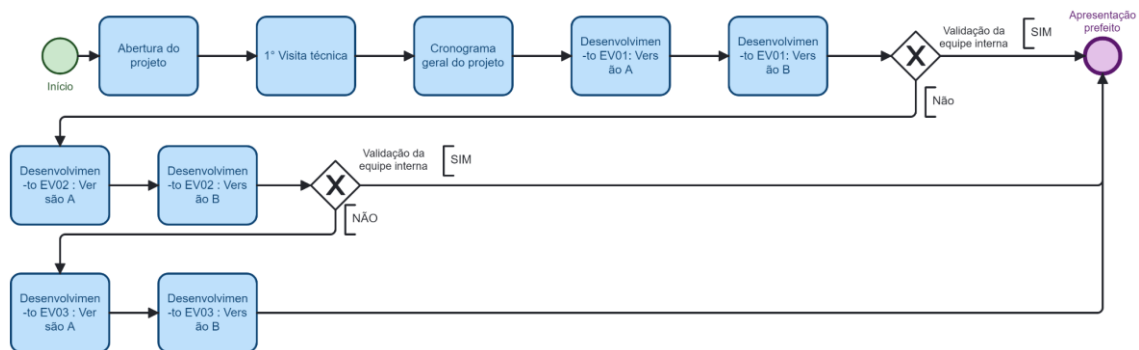 Início
Abertura do
projeto
1° Visita técnica
Cronograma
geral do projeto
Desenvolvimen
-to EV01: Vers
ão A
Desenvolvimen
-to EV01: Vers
ão B
X
Validação da
equipe interna
SIM
Apresentação
prefeito
Não
Desenvolvimen
-to EV02 : Ver
são A
Desenvolvimen
-to EV02 : Vers
ão B
X
Validação da
equipe interna
SIM
NÃO
Desenvolvimen
-to EV03 : Ver
são A
Desenvolvimen
-to EV03 : Vers
ão B